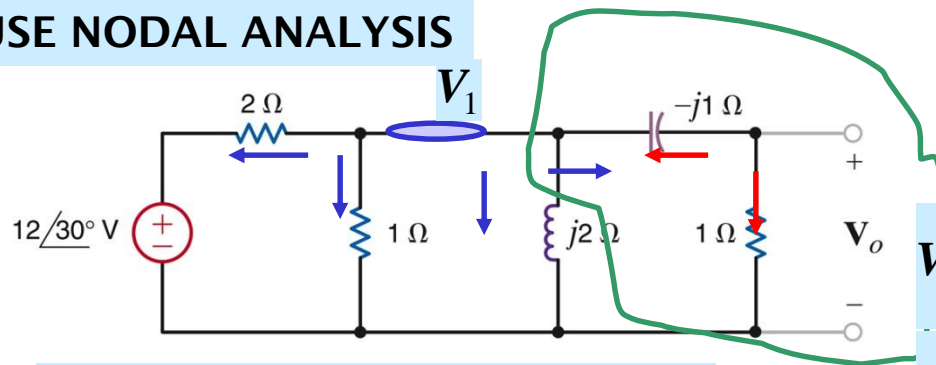 USE NODAL ANALYSIS
V₁
2 Ω
−j1 Ω
+
12/30° V
+
−
1 Ω
j2 Ω
1 Ω
Vₒ
V
−